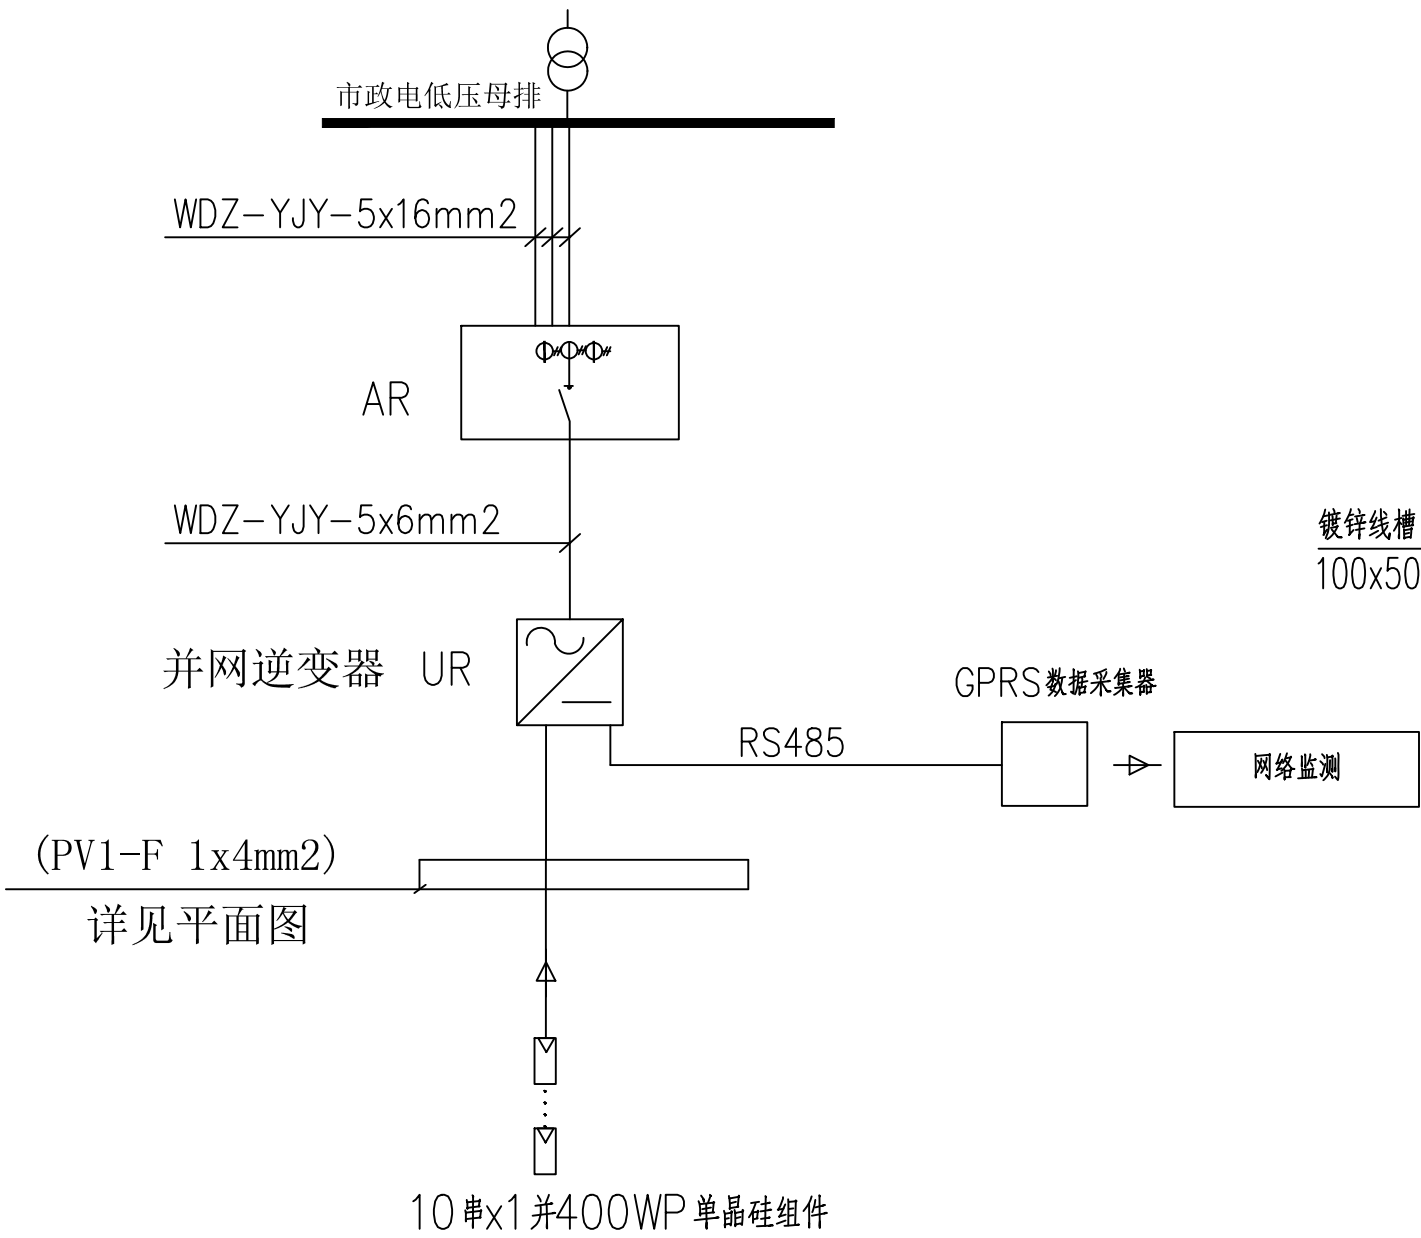 市政电低压母排
WDZ-YJY-5x16mm2
AR
WDZ-YJY-5x6mm2
镀锌线槽
100x50
并网逆变器 UR
GPRS数据采集器
RS485
网络监测
(PV1-F 1x4mm2)
详见平面图
10串x1并400WP单晶硅组件